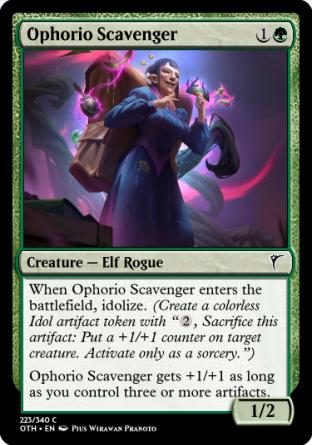 Ophorio Scavenger 1
Creature — Elf Rogue
When Ophorio Scavenger enters the
battlefield, idolize. (Create a colorless
Idol artifact token with “2, Sacrifice this
artifact: Put a +1/+1 counter on target
creature. Activate only as a sorcery.”)
Ophorio Scavenger gets +1/+1 as long
as you control three or more artifacts.
1/2
223/340 C
OTH • EN Pius Wirawan Pranoto